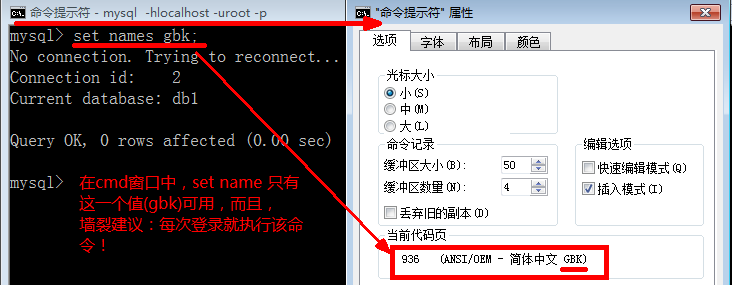 命令提示符 - mysql  -hlocalhost -uroot -p
mysql> set names gbk;
No connection. Trying to reconnect...
Connection id:    2
Current database: db1
Query OK, 0 rows affected (0.00 sec)
mysql>
在cmd窗口中，set name 只有
这一个值(gbk)可用，而且，
墙裂建议：每次登录就执行该命
令！
"命令提示符" 属性
选项
字体
布局
颜色
光标大小
小(S)
中(M)
大(L)
命令记录
缓冲区大小(B): 50
缓冲区数量(N): 4
丢弃旧的副本(D)
编辑选项
快速编辑模式(Q)
插入模式(I)
当前代码页
936   (ANSI/OEM - 简体中文 GBK)